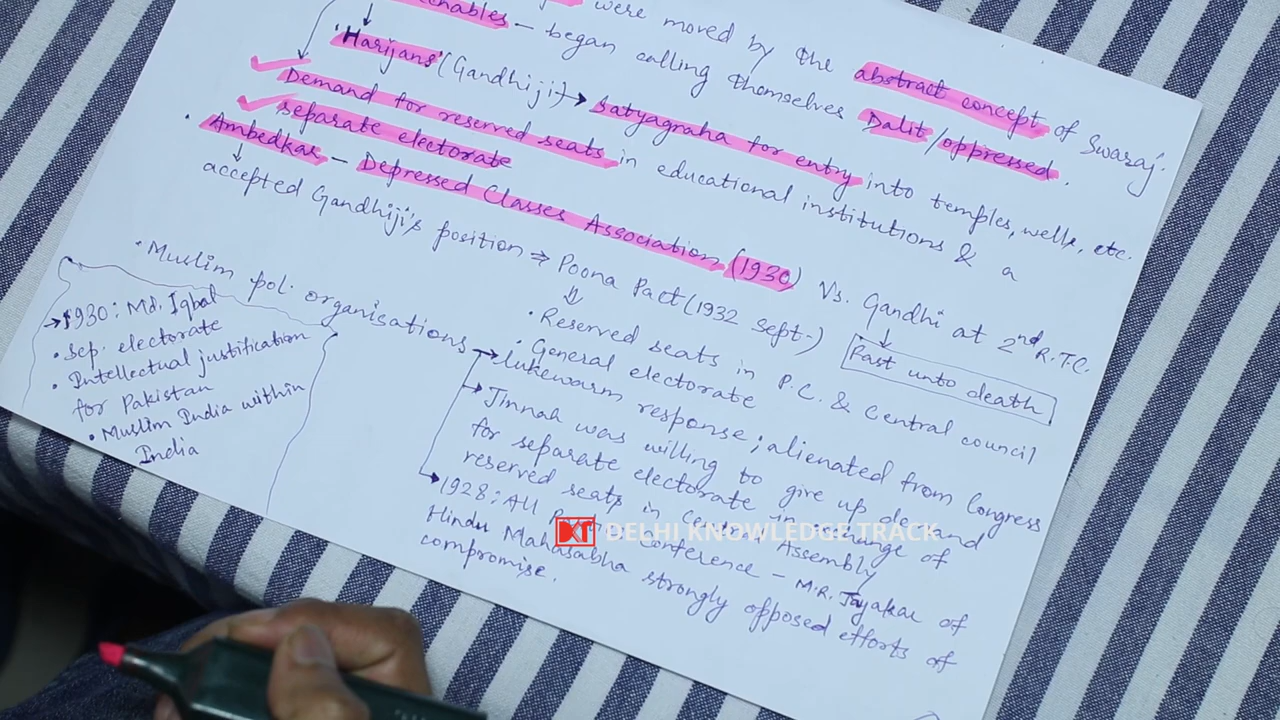 were moved by the abstract concept of Swaraj.
– began calling themselves Dalit/oppressed.
'Harijans' (Gandhiji) → Satyagraha for entry into temples, wells, etc.
Demand for reserved seats in educational institutions & a
separate electorate
• Ambedkar – Depressed Classes Association (1930) Vs. Gandhi at 2nd R.T.C.
accepted Gandhiji's position ⇒ Poona Pact (1932 Sept.)
Fast unto death
• Reserved seats in P.C. & Central council
• General electorate
• Muslim pol. organisations
→ lukewarm response; alienated from Congress
→ Jinnah was willing to give up demand
for separate electorate in exchange of
reserved seats in Central Assembly
→ 1928: All Conference – M.R. Jayakar of
Hindu Mahasabha strongly opposed efforts of
compromise.
→ 1930: Md. Iqbal
• Sep. electorate
• Intellectual justification
for Pakistan
• Muslim India within
India
DKT DELHI KNOWLEDGE TRACK